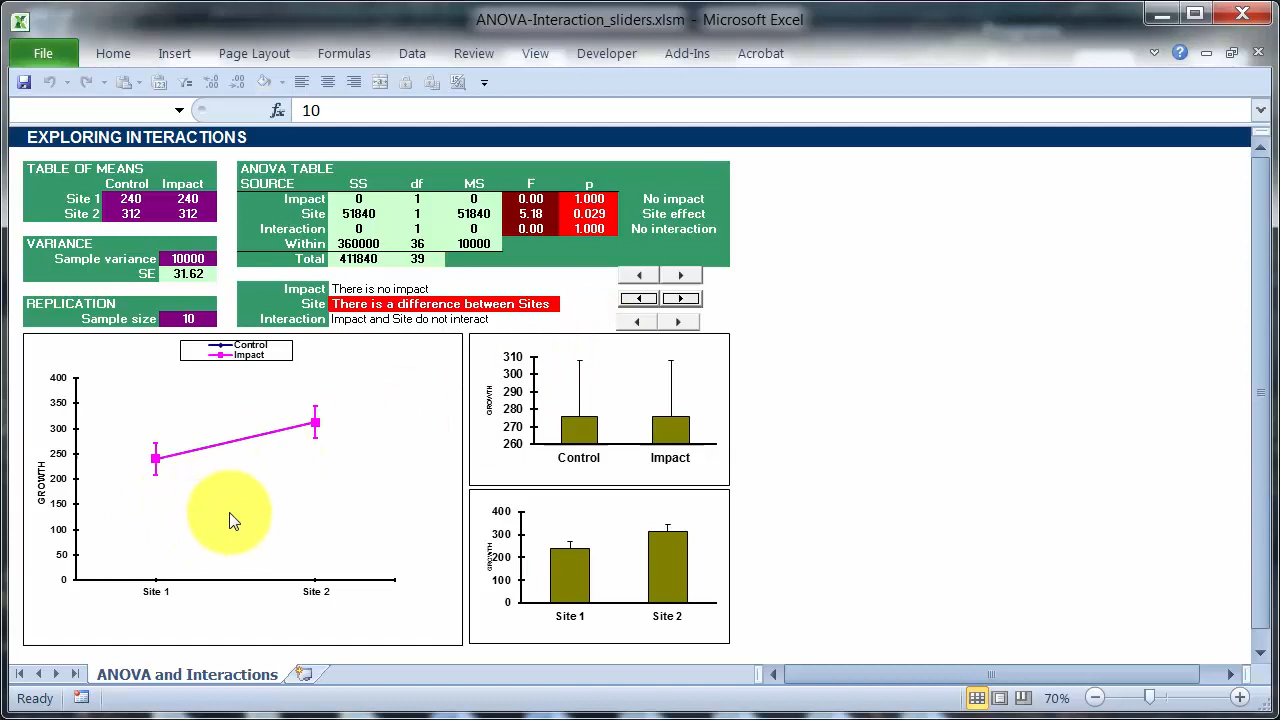 ANOVA-Interaction_sliders.xlsm - Microsoft Excel
File Home Insert Page Layout Formulas Data Review View Developer Add-Ins Acrobat
fx 10
EXPLORING INTERACTIONS
TABLE OF MEANS
Control Impact
Site 1 240 240
Site 2 312 312
VARIANCE
Sample variance 10000
SE 31.62
REPLICATION
Sample size 10
ANOVA TABLE
SOURCE SS df MS F p
Impact 0 1 0 0.00 1.000 No impact
Site 51840 1 51840 5.18 0.029 Site effect
Interaction 0 1 0 0.00 1.000 No interaction
Within 360000 36 10000
Total 411840 39
Impact There is no impact
Site There is a difference between Sites
Interaction Impact and Site do not interact
Control
Impact
400
350
300
250
200
150
100
50
0
GROWTH
Site 1 Site 2
310
300
290
280
270
260
GROWTH
Control Impact
400
300
200
100
0
GROWTH
Site 1 Site 2
ANOVA and Interactions
Ready 70%